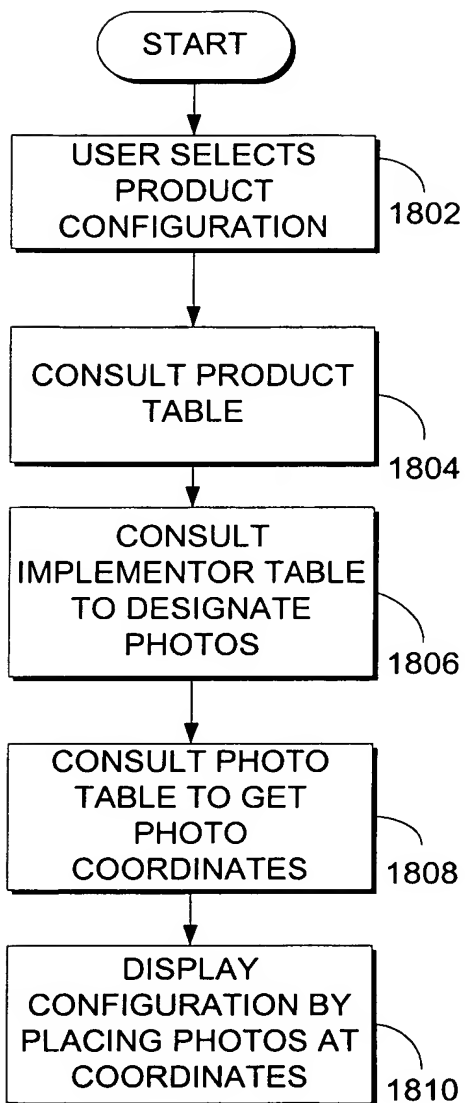 START
USER SELECTS
PRODUCT
CONFIGURATION
1802
CONSULT PRODUCT
TABLE
1804
CONSULT
IMPLEMENTOR TABLE
TO DESIGNATE
PHOTOS
1806
CONSULT PHOTO
TABLE TO GET
PHOTO
COORDINATES
1808
DISPLAY
CONFIGURATION BY
PLACING PHOTOS AT
COORDINATES
1810